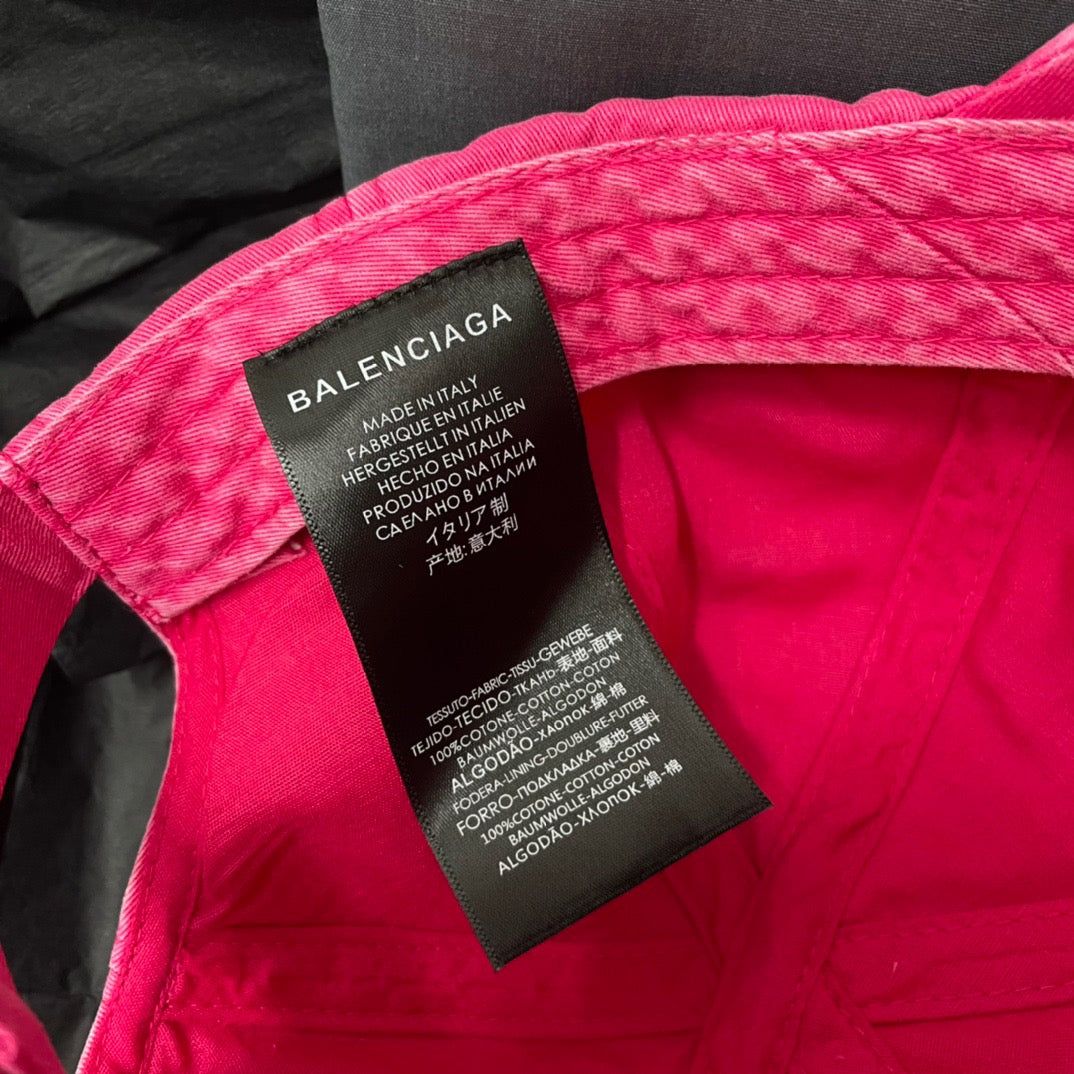 BALENCIAGA
MADE IN ITALY
FABRIQUE EN ITALIE
HERGESTELLT IN ITALIEN
HECHO EN ITALIA
PRODUZIDO NA ITALIA
СДЕЛАНО В ИТАЛИИ
イタリア 制
产地: 意大利
TESSUTO-FABRIC-TISSU-GEWEBE
TEJIDO-TECIDO-ТКАНЬ-表地-面料
100%COTONE-COTTON-COTON
BAUMWOLLE-ALGODON
ALGODÃO-ХЛОПОК-綿-棉
FODERA-LINING-DOUBLURE-FUTTER
FORRO-ПОДКЛАДКА-裏地-里料
100%COTONE-COTTON-COTON
BAUMWOLLE-ALGODON
ALGODÃO-ХЛОПОК-綿-棉